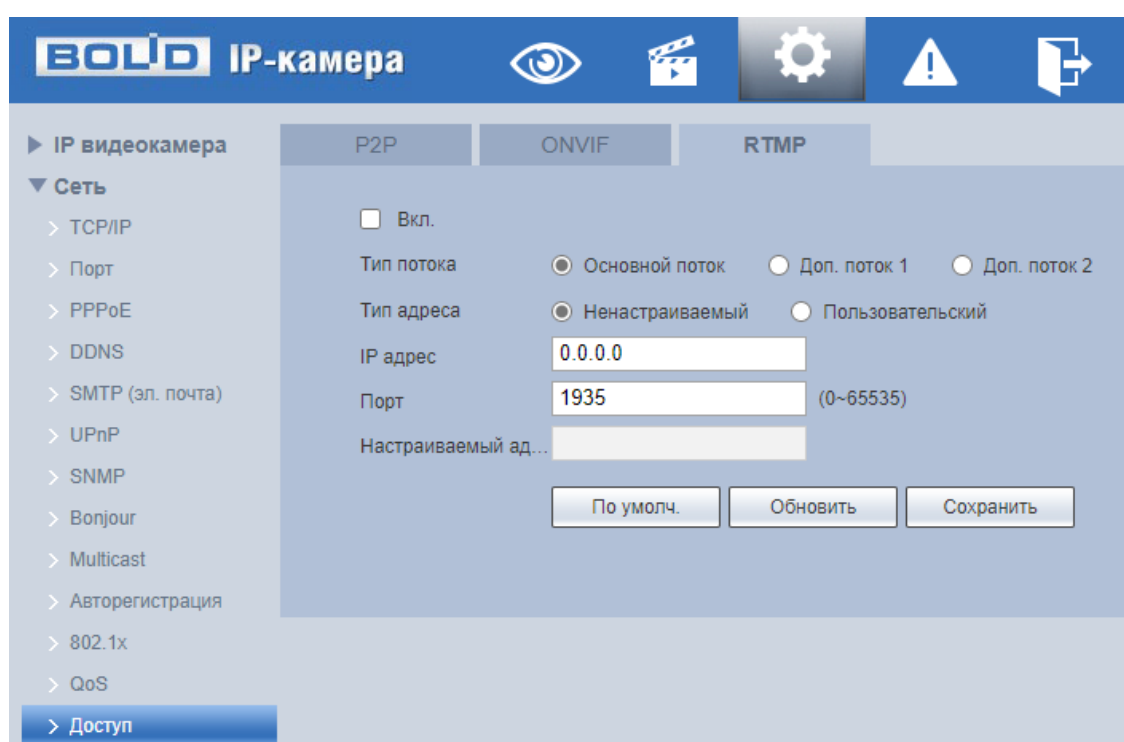 BOLID IP-камера
IP видеокамера
Сеть
TCP/IP
Порт
PPPoE
DDNS
SMTP (эл. почта)
UPnP
SNMP
Bonjour
Multicast
Авторегистрация
802.1x
QoS
Доступ
P2P ONVIF RTMP
Вкл.
Тип потока Основной поток Доп. поток 1 Доп. поток 2
Тип адреса Ненастраиваемый Пользовательский
IP адрес 0.0.0.0
Порт 1935 (0~65535)
Настраиваемый ад...
По умолч. Обновить Сохранить